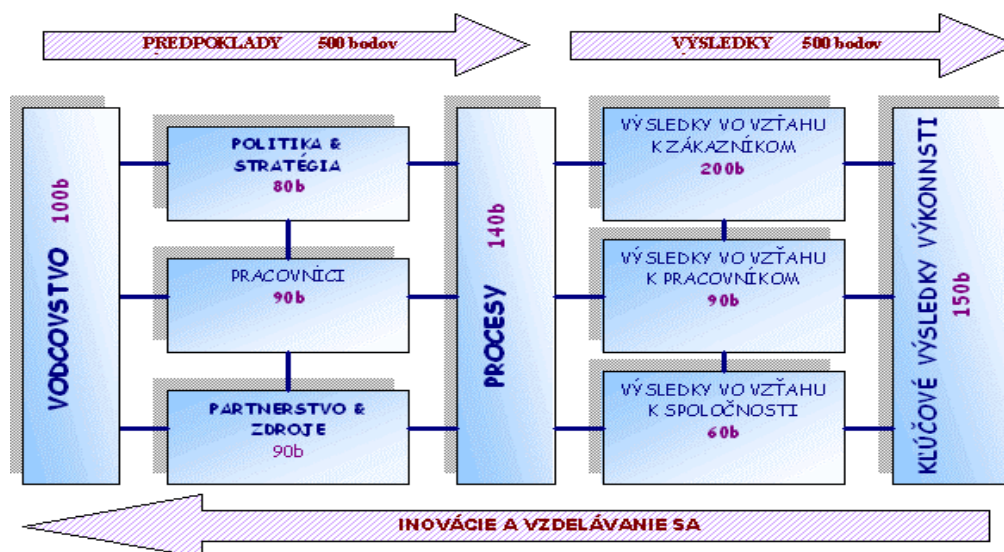 PREDPOKLADY 500 bodov
VÝSLEDKY 500 bodov
VODCOVSTVO 100b
POLITIKA &
STRATÉGIA
80b
PRACOVNÍCI
90b
PARTNERSTVO &
ZDROJE
90b
PROCESY 140b
VÝSLEDKY VO VZŤAHU
K ZÁKAZNÍKOM
200b
VÝSLEDKY VO VZŤAHU
K PRACOVNÍKOM
90b
VÝSLEDKY VO VZŤAHU
K SPOLOČNOSTI
60b
KĽÚČOVÉ VÝSLEDKY VÝKONNSTI
150b
INOVÁCIE A VZDELÁVANIE SA